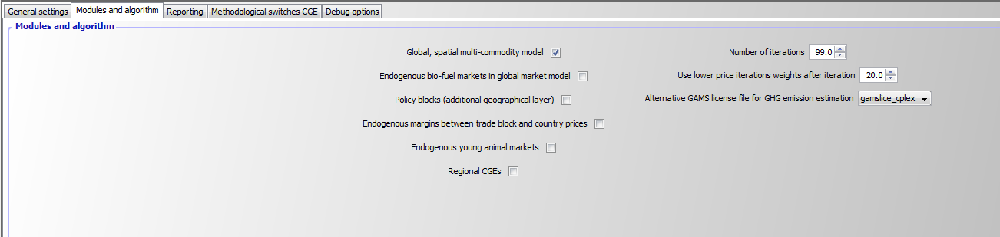 General settings Modules and algorithm Reporting Methodological switches CGE Debug options
Modules and algorithm
Global, spatial multi-commodity model
Number of iterations 99.0
Endogenous bio-fuel markets in global market model
Use lower price iterations weights after iteration 20.0
Policy blocks (additional geographical layer)
Alternative GAMS license file for GHG emission estimation gamslice_cplex
Endogenous margins between trade block and country prices
Endogenous young animal markets
Regional CGEs